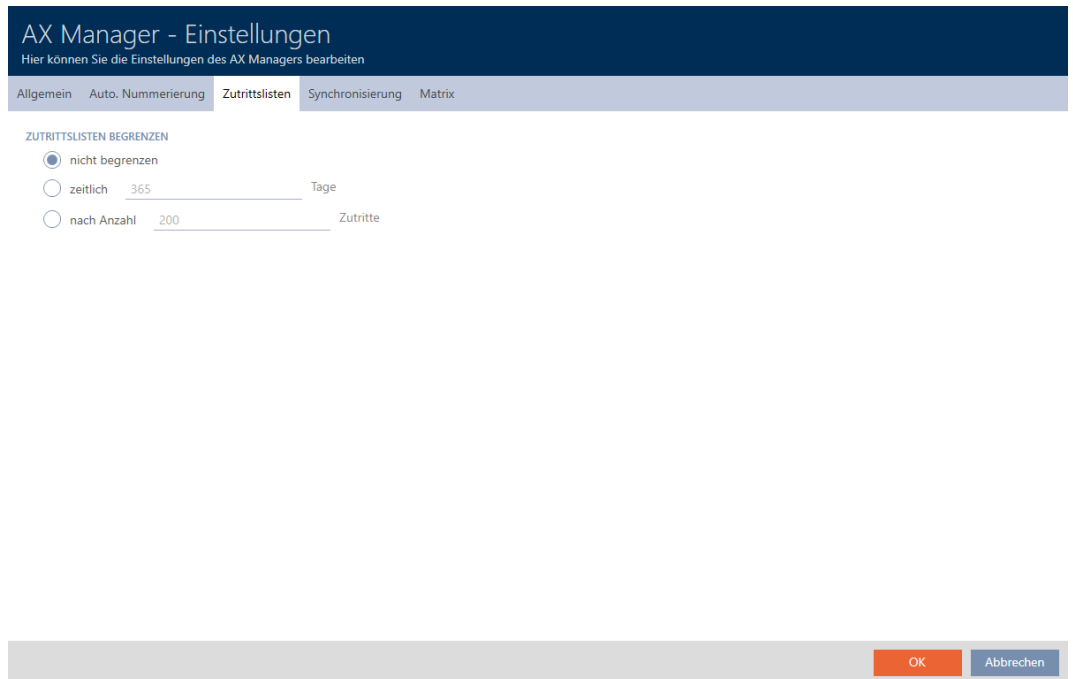 AX Manager - Einstellungen
Hier können Sie die Einstellungen des AX Managers bearbeiten
Allgemein Auto. Nummerierung Zutrittslisten Synchronisierung Matrix
ZUTRITTSLISTEN BEGRENZEN
nicht begrenzen
zeitlich 365 Tage
nach Anzahl 200 Zutritte
OK Abbrechen